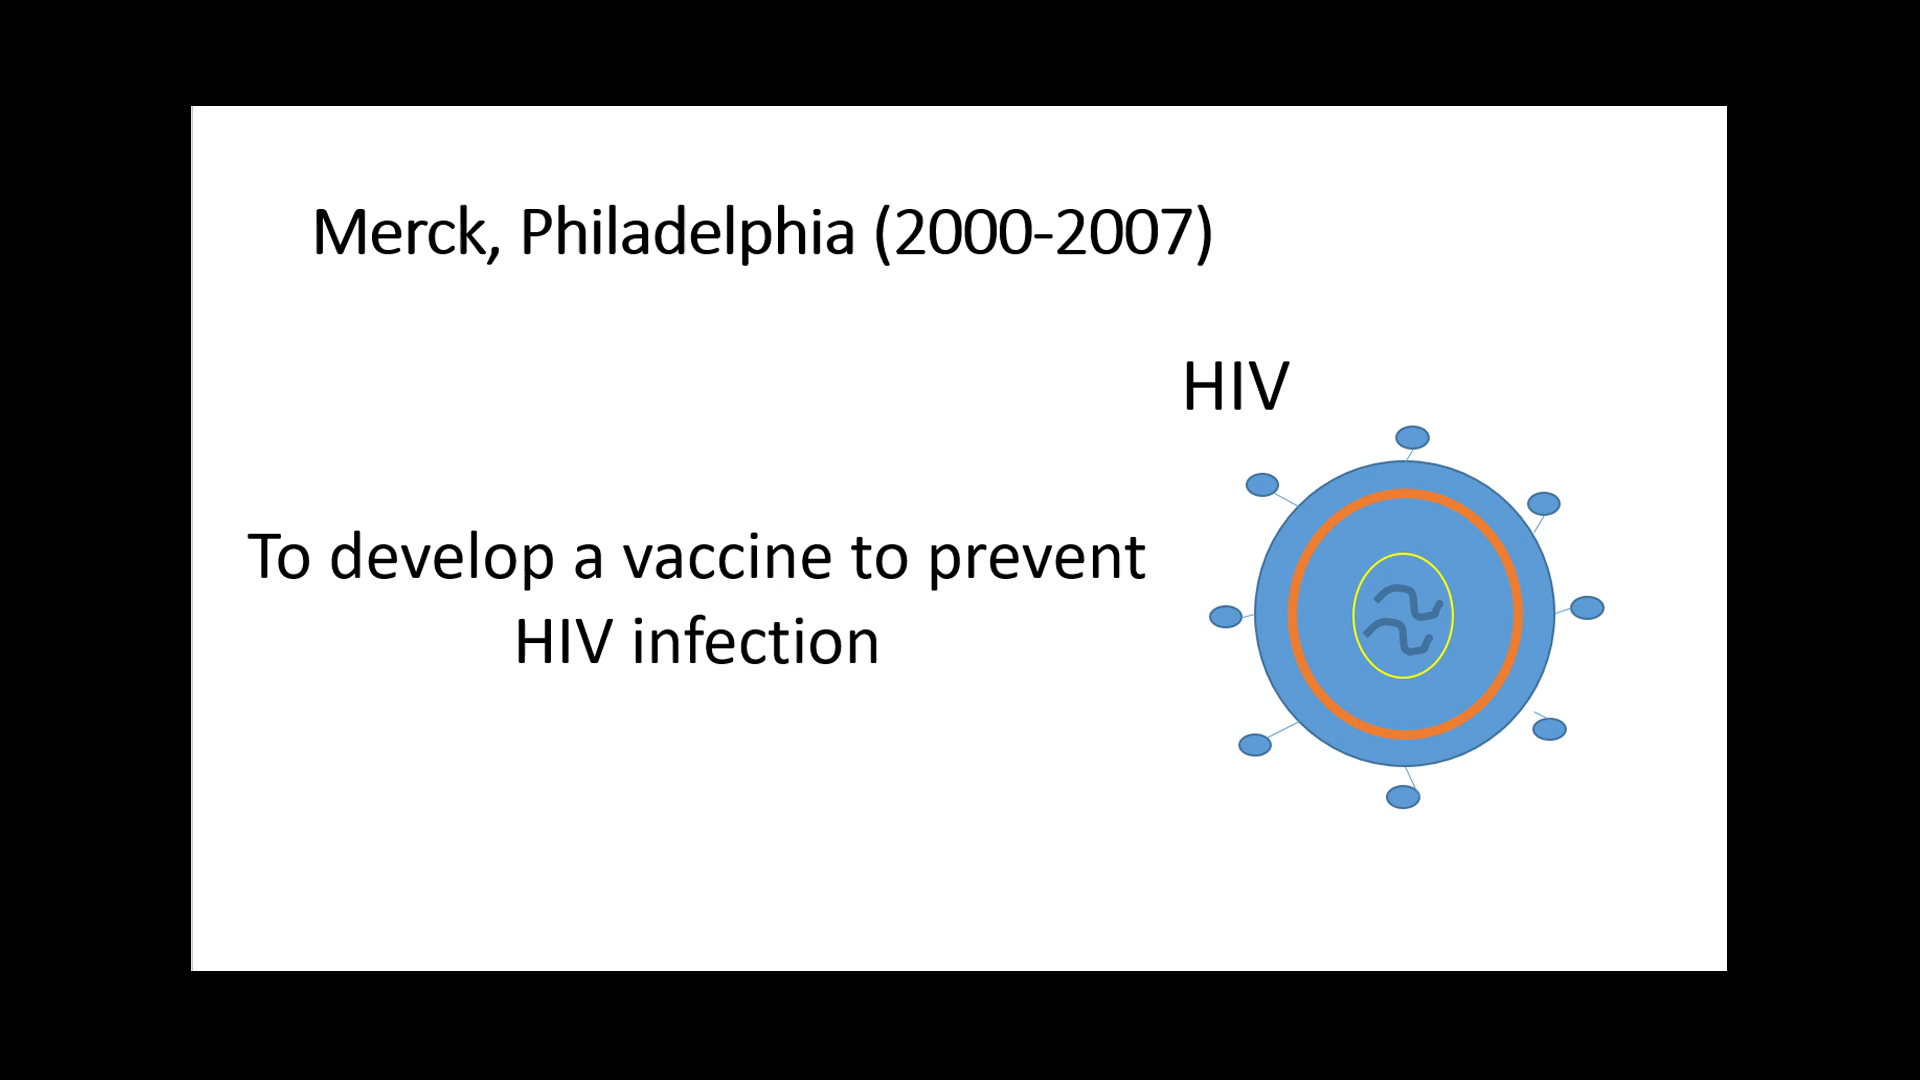 Merck, Philadelphia (2000-2007)
HIV
To develop a vaccine to prevent
HIV infection